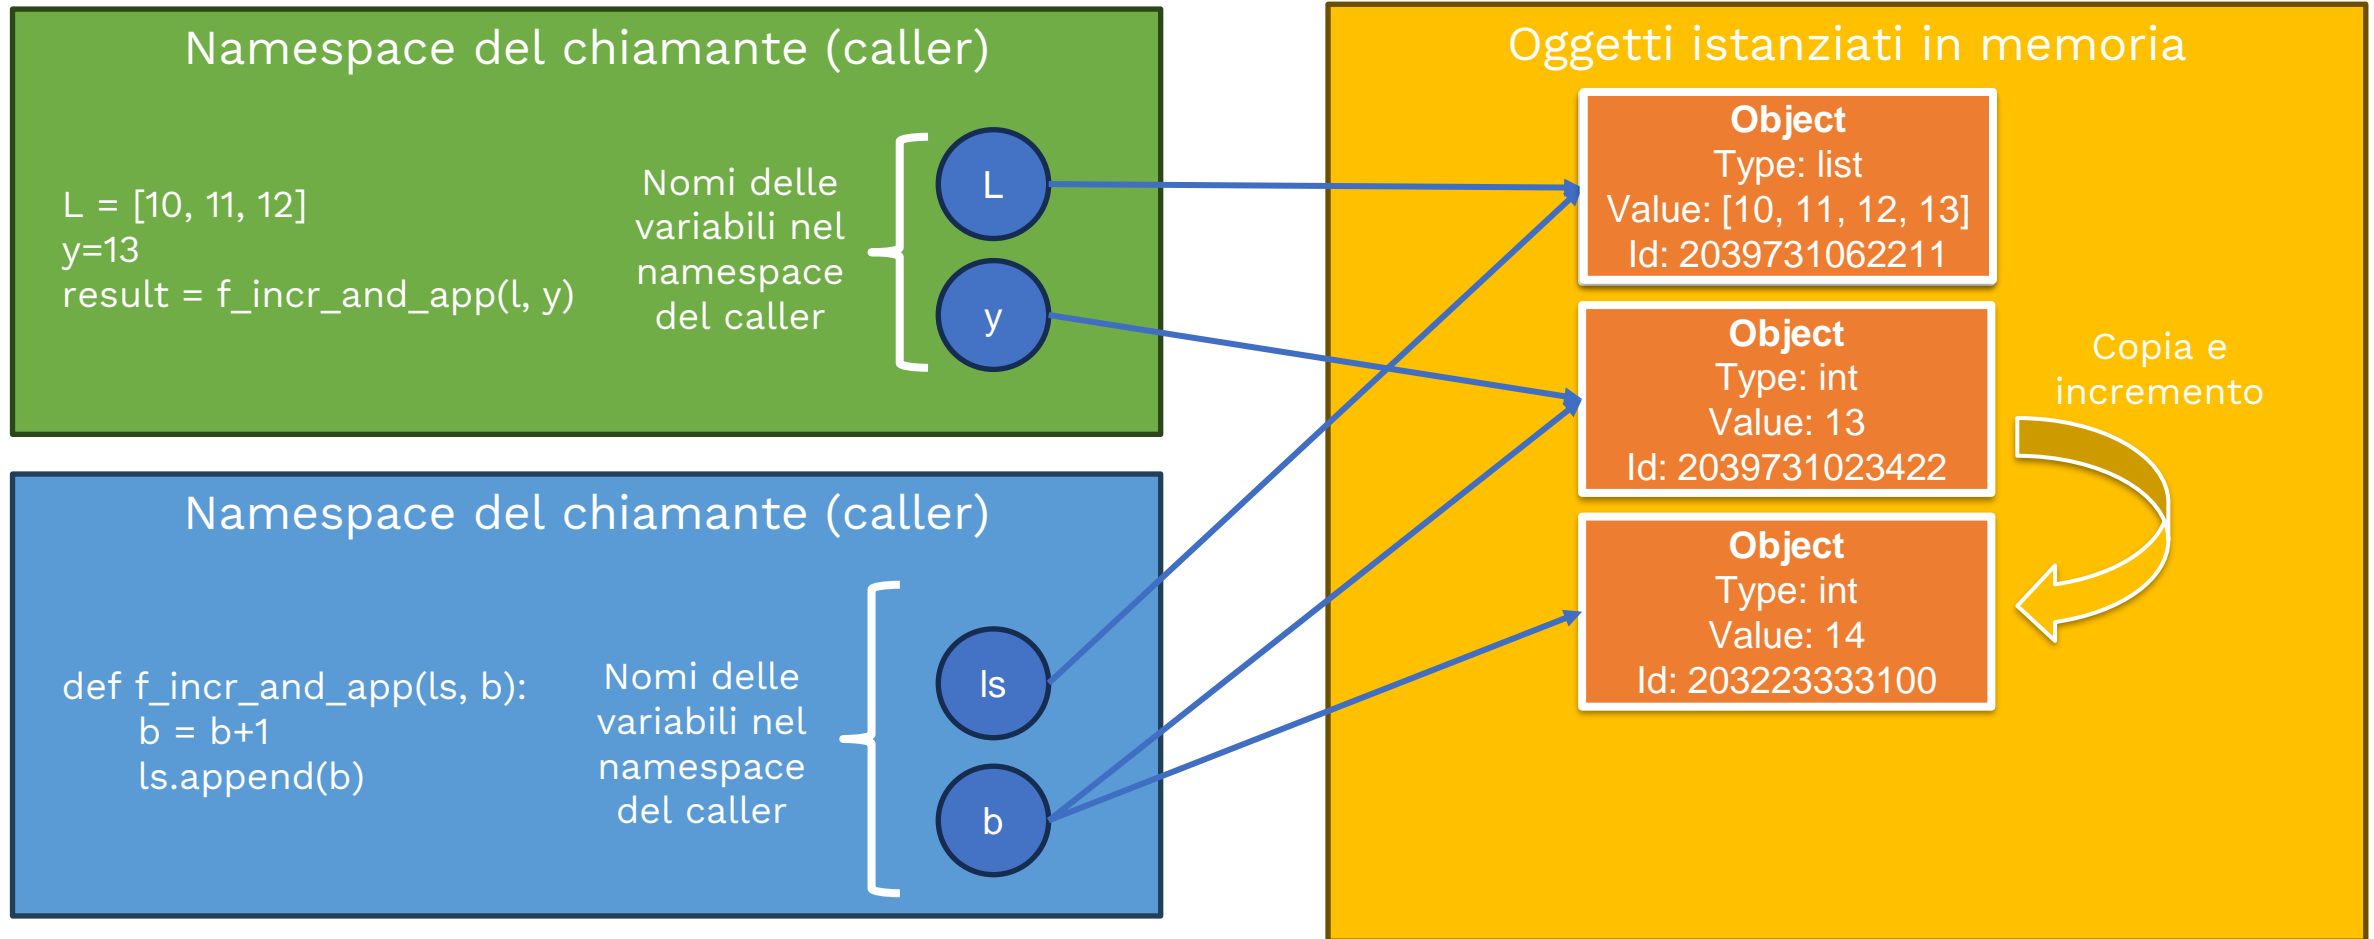 Namespace del chiamante (caller)
L = [10, 11, 12]
y=13
result = f_incr_and_app(l, y)
Nomi delle
variabili nel
namespace
del caller
L
y
Namespace del chiamante (caller)
def f_incr_and_app(ls, b):
b = b+1
ls.append(b)
Nomi delle
variabili nel
namespace
del caller
ls
b
Oggetti istanziati in memoria
Object
Type: list
Value: [10, 11, 12, 13]
Id: 2039731062211
Object
Type: int
Value: 13
Id: 2039731023422
Copia e
incremento
Object
Type: int
Value: 14
Id: 203223333100